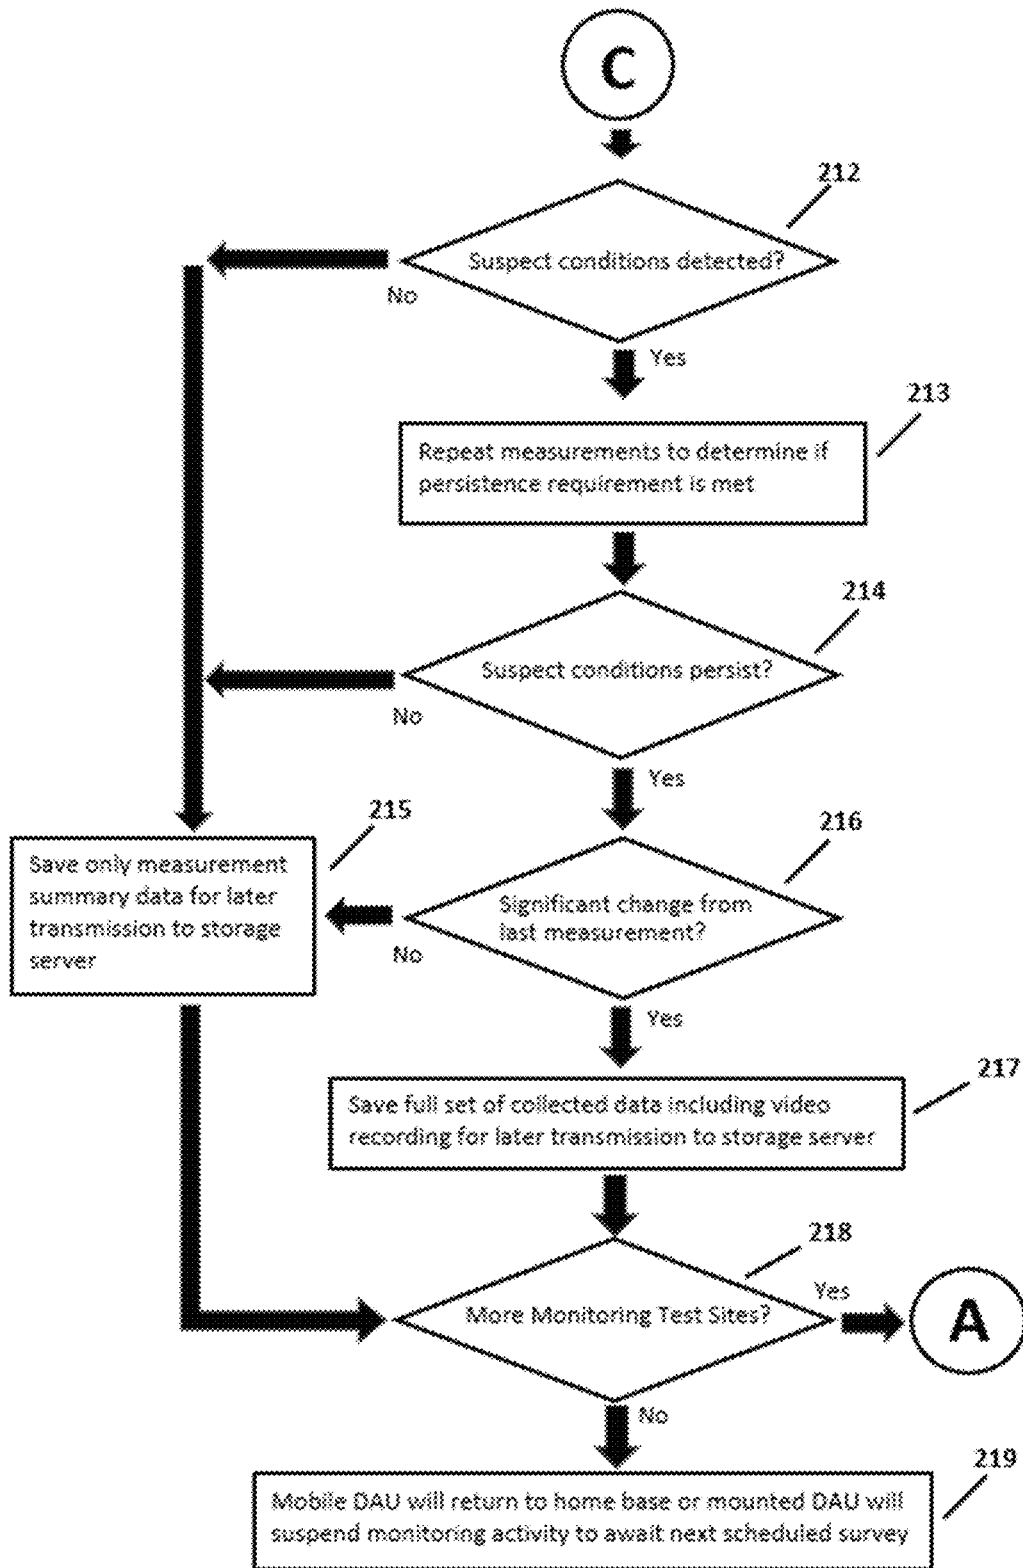 C
212
Suspect conditions detected?
No
Yes
213
Repeat measurements to determine if
persistence requirement is met
214
Suspect conditions persist?
No
Yes
215
216
Save only measurement
summary data for later
transmission to storage
server
Significant change from
last measurement?
No
Yes
217
Save full set of collected data including video
recording for later transmission to storage server
218
More Monitoring Test Sites?
Yes
A
No
219
Mobile DAU will return to home base or mounted DAU will
suspend monitoring activity to await next scheduled survey